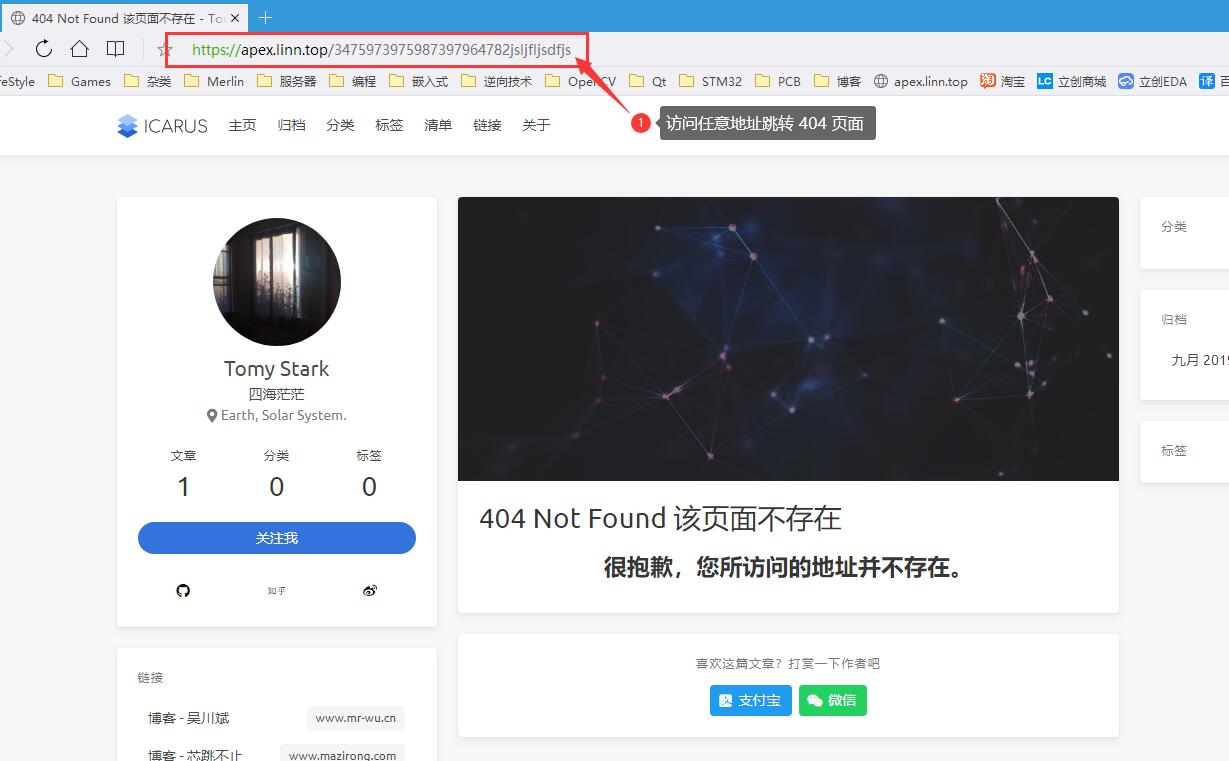 404 Not Found 该页面不存在 - To
https://apex.linn.top/3475973975987397964782jsljfljsdfjs
eStyle Games 杂类 Merlin 服务器 编程 嵌入式 逆向技术 OpenCV Qt STM32 PCB 博客 apex.linn.top 淘 淘宝 LC 立创商城 立创EDA 译 百
ICARUS 主页 归档 分类 标签 清单 链接 关于
1 访问任意地址跳转 404 页面
Tomy Stark
四海茫茫
Earth, Solar System.
文章 分类 标签
1 0 0
关注我
知乎
链接
博客 - 吴川斌 www.mr-wu.cn
博客 - 芯跳不止 www.mazirong.com
404 Not Found 该页面不存在
很抱歉，您所访问的地址并不存在。
喜欢这篇文章？打赏一下作者吧
支付宝 微信
分类
归档
九月 2019
标签